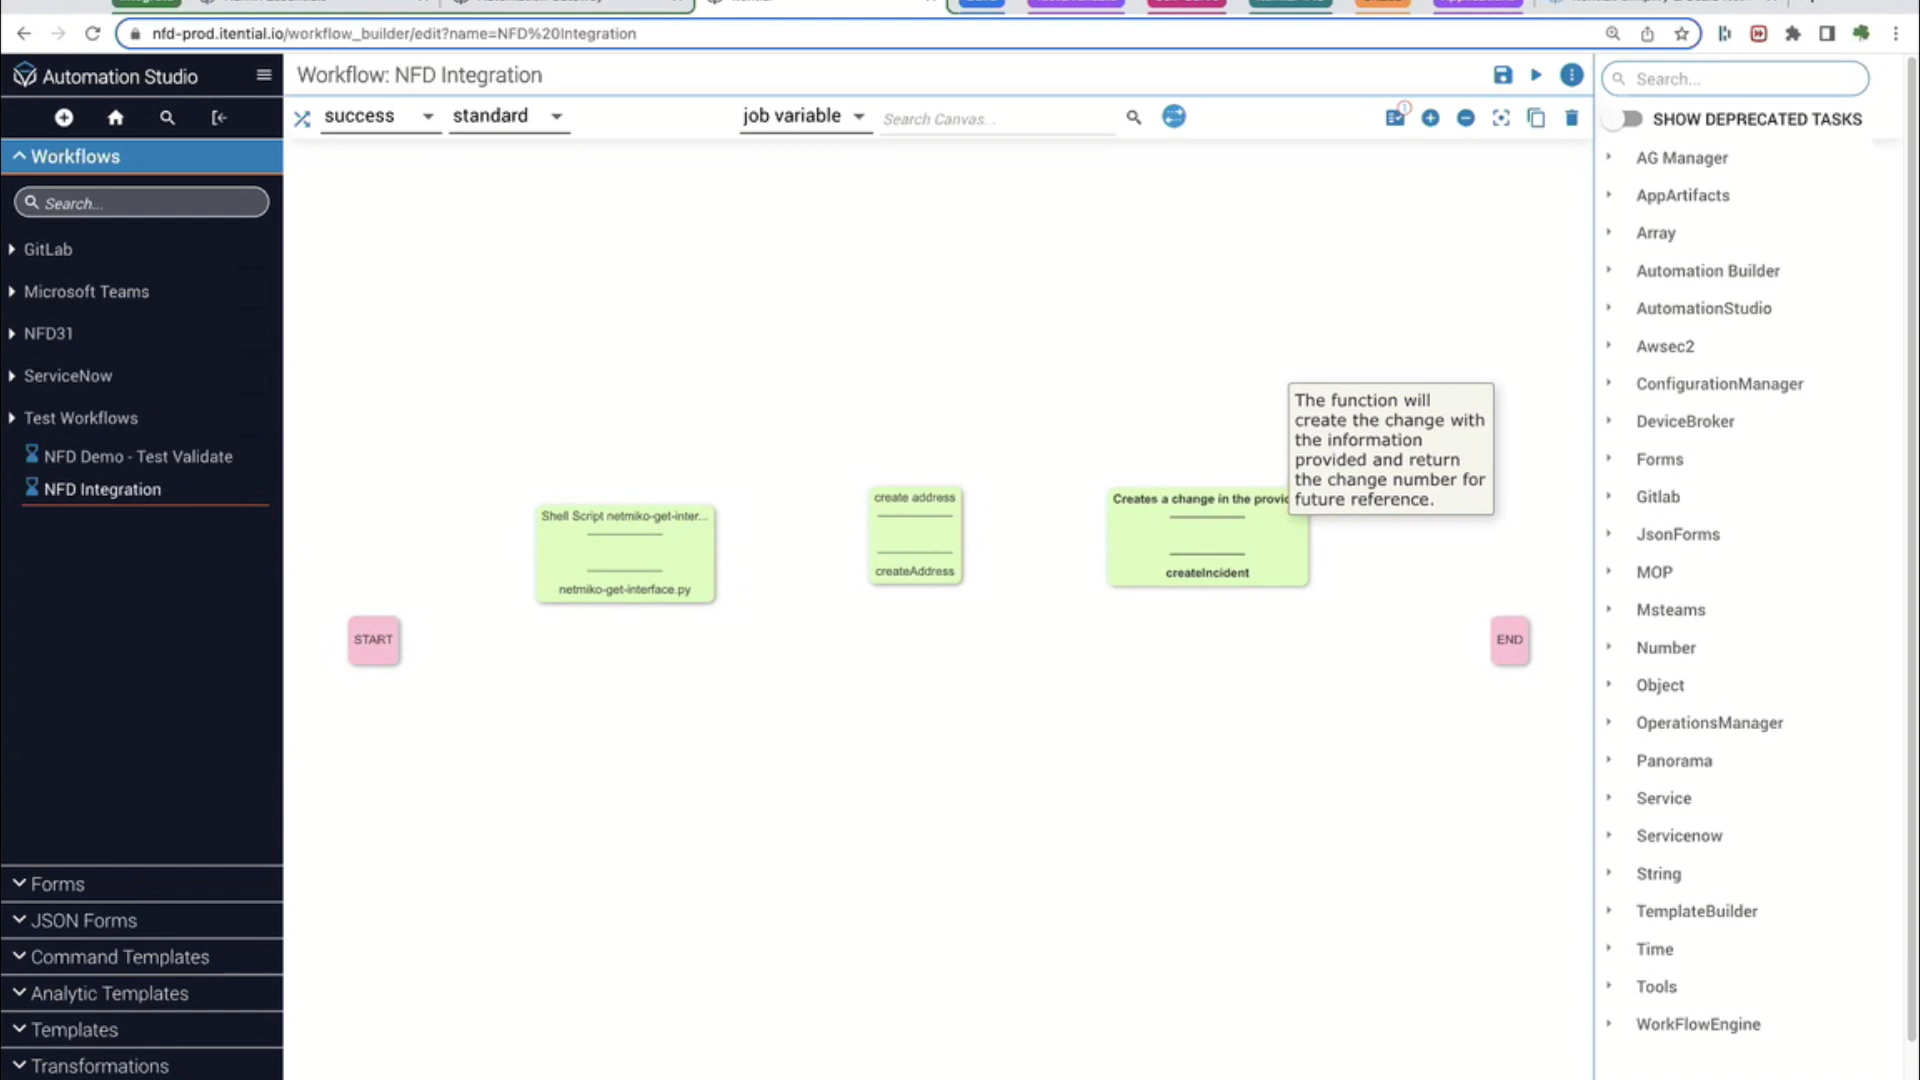 nfd-prod.itential.io/workflow_builder/edit?name=NFD%20Integration
Automation Studio
Workflows
Search...
GitLab
Microsoft Teams
NFD31
ServiceNow
Test Workflows
NFD Demo - Test Validate
NFD Integration
Forms
JSON Forms
Command Templates
Analytic Templates
Templates
Transformations
Workflow: NFD Integration
success
standard
job variable
Search Canvas...
1
START
Shell Script netmiko-get-inter...
netmiko-get-interface.py
create address
createAddress
Creates a change in the provi
createIncident
The function will
create the change with
the information
provided and return
the change number for
future reference.
END
Search...
SHOW DEPRECATED TASKS
AG Manager
AppArtifacts
Array
Automation Builder
AutomationStudio
Awsec2
ConfigurationManager
DeviceBroker
Forms
Gitlab
JsonForms
MOP
Msteams
Number
Object
OperationsManager
Panorama
Service
Servicenow
String
TemplateBuilder
Time
Tools
WorkFlowEngine